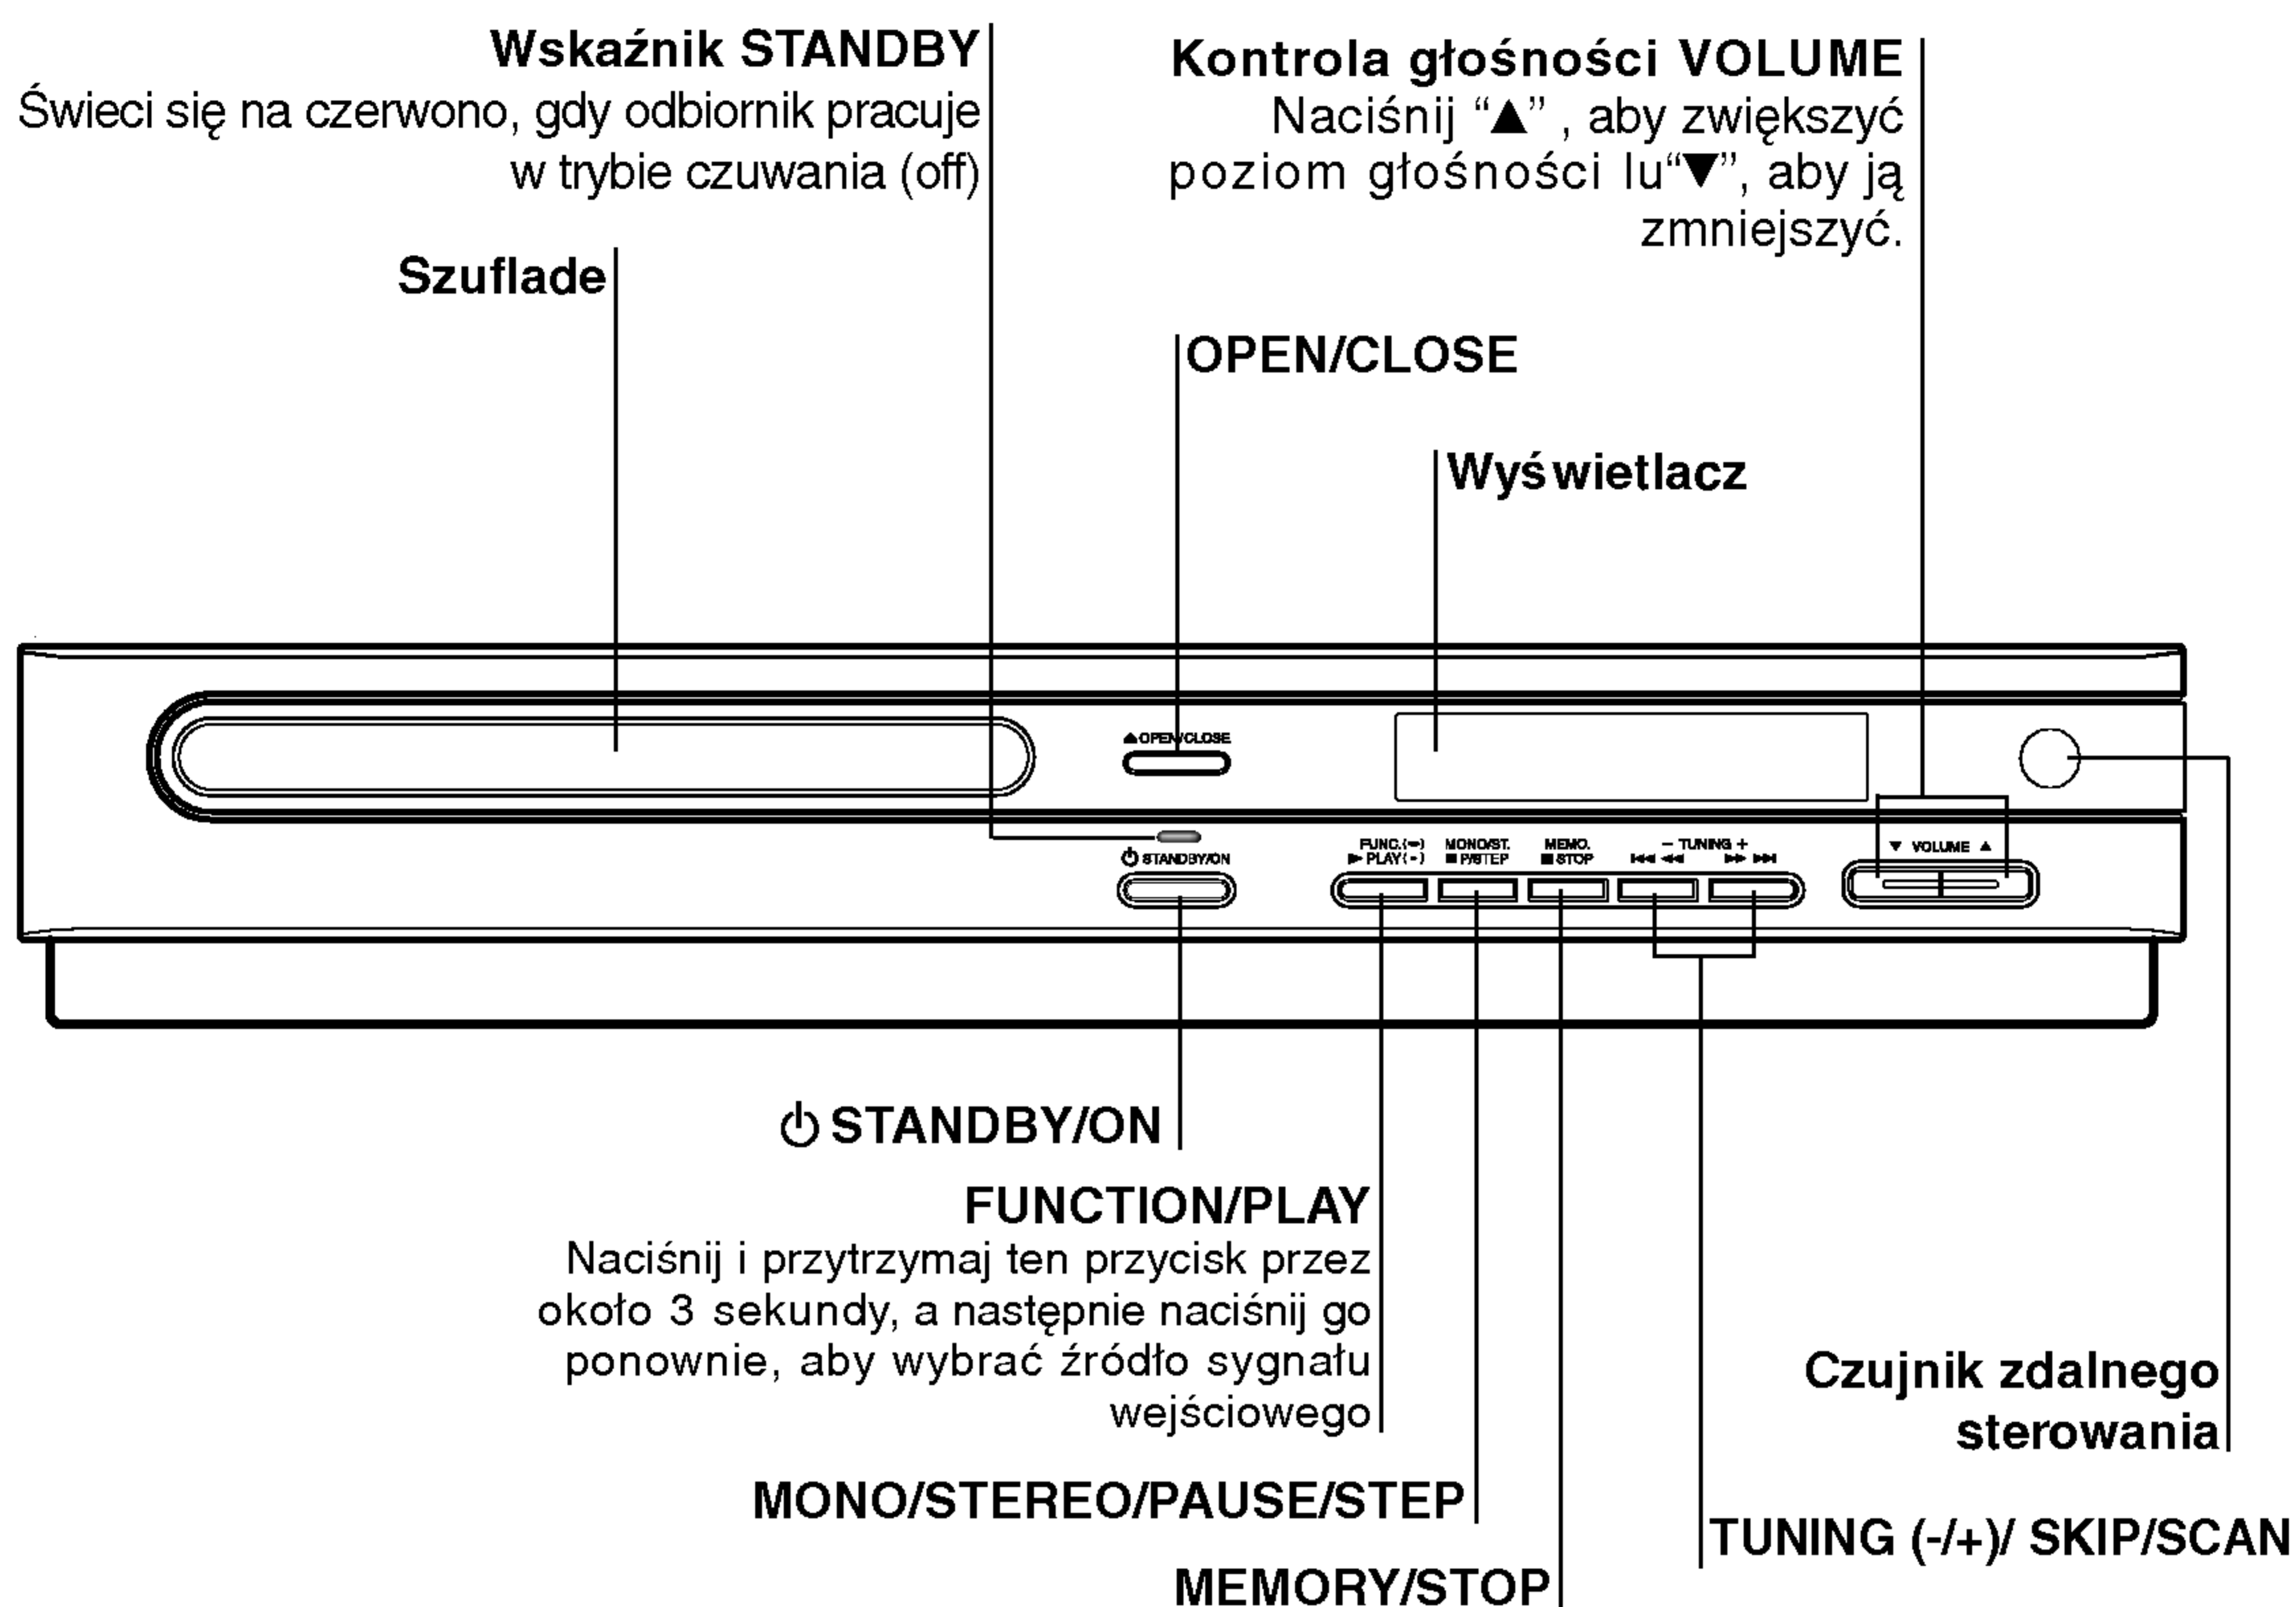 Wskaźnik STANDBY
Świeci się na czerwono, gdy odbiornik pracuje
w trybie czuwania (off)
Kontrola głośności VOLUME
Naciśnij “▲” , aby zwiększyć
poziom głośności lu“▼”, aby ją
zmniejszyć.
Szuflade
OPEN/CLOSE
Wyświetlacz
▲ OPEN/CLOSE
⏻ STANDBY/ON
FUNC.(━)
▶ PLAY(-)
MONO/ST.
■ P/STEP
MEMO.
■ STOP
− TUNING +
⏮ ◀◀ ▶▶ ⏭
▼ VOLUME ▲
⏻ STANDBY/ON
FUNCTION/PLAY
Naciśnij i przytrzymaj ten przycisk przez
około 3 sekundy, a następnie naciśnij go
ponownie, aby wybrać źródło sygnału
wejściowego
Czujnik zdalnego
sterowania
MONO/STEREO/PAUSE/STEP
TUNING (-/+)/ SKIP/SCAN
MEMORY/STOP